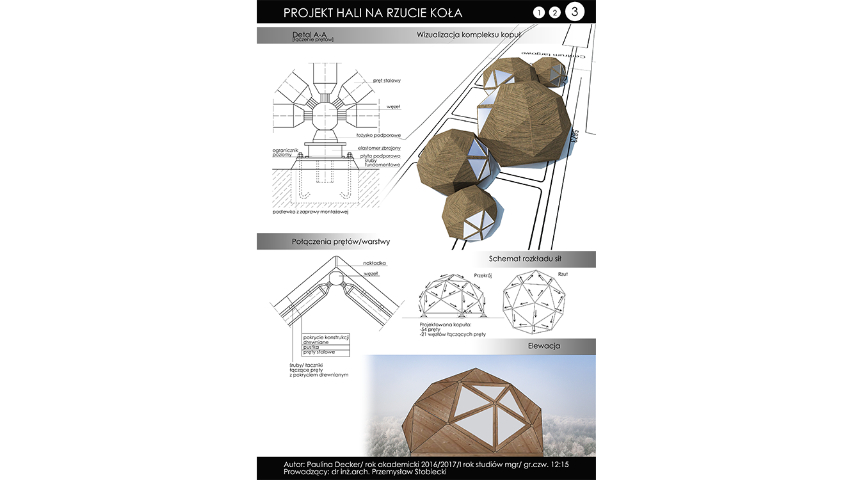 PROJEKT HALI NA RZUCIE KOŁA
1 2 3
Detal A-A
(łączenie prętów)
Wizualizacja kompleksu kopuł
Centrum targowe
pręt stalowy
węzeł
łożysko podporowe
elastomer zbrojony
ogranicznik
poziomy
płyta podporowa
śruby
fundamentowe
podlewka z zaprawy montażowej
Połączenia prętów/warstwy
nakładka
węzeł
pokrycie konstrukcji
drewniane
pustka
pręty stalowe
śruby/ łączniki
łączące pręty
z pokryciem drewnianym
Schemat rozkładu sił
Przekrój
Rzut
Projektowana kopuła:
-54 pręty
-21 węzłów łączących pręty
Elewacja
Autor: Paulina Decker/ rok akademicki 2016/2017/I rok studiów mgr/ gr.czw. 12:15
Prowadzący: dr inż.arch. Przemysław Stobiecki